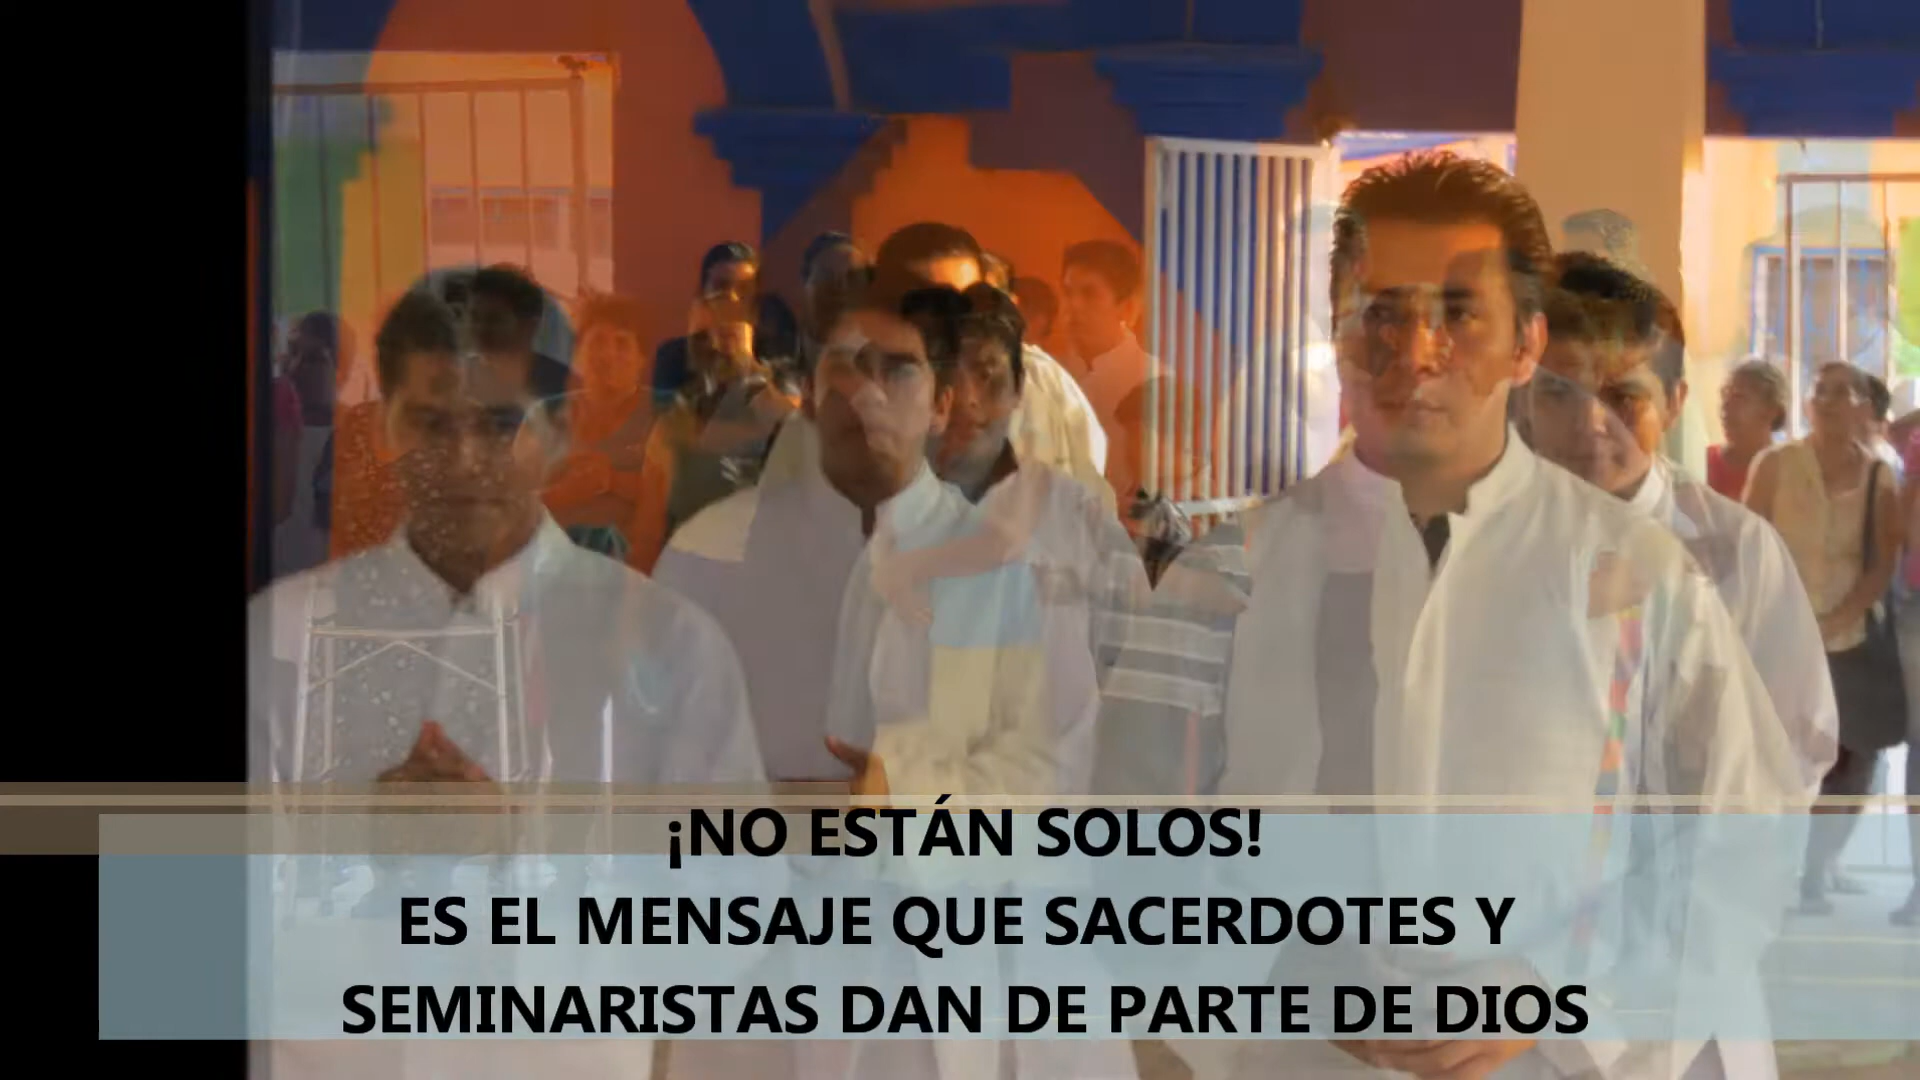 ¡NO ESTÁN SOLOS!
ES EL MENSAJE QUE SACERDOTES Y
SEMINARISTAS DAN DE PARTE DE DIOS